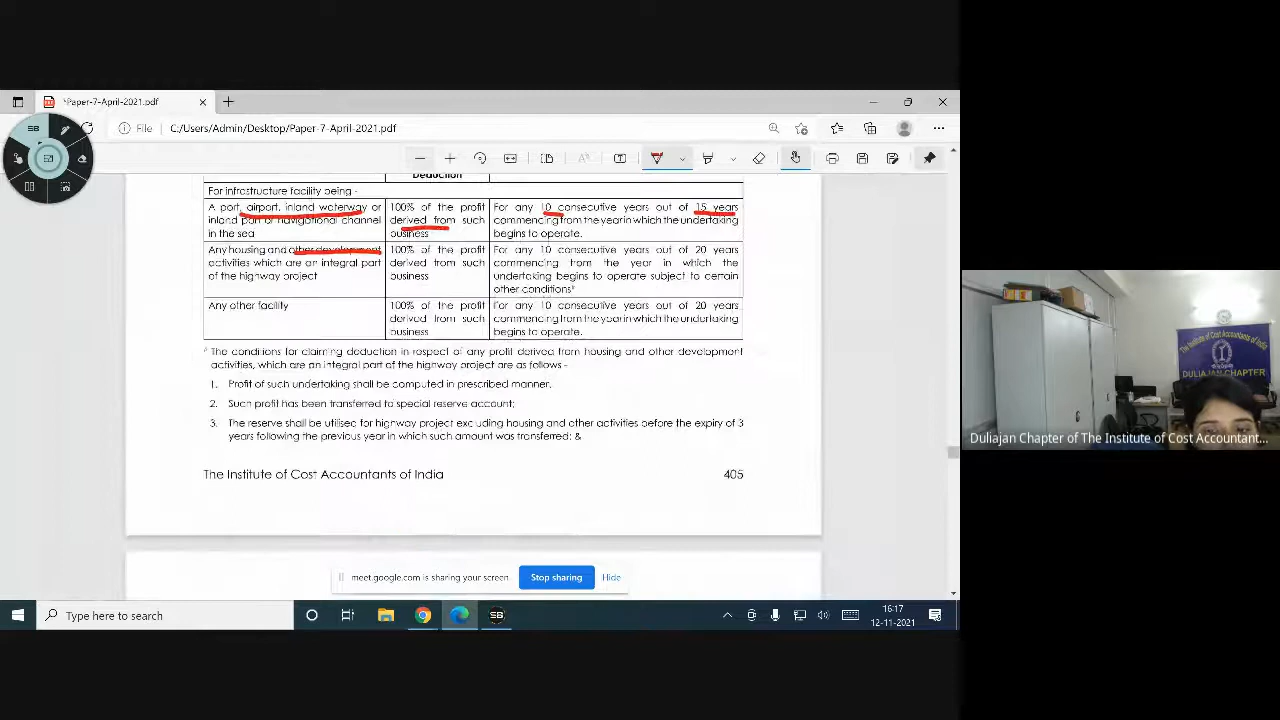 *Paper-7-April-2021.pdf
SB
File
C:/Users/Admin/Desktop/Paper-7-April-2021.pdf
Deduction
For infrastructure facility being -
A port, airport, inland waterway or
inland port or navigational channel
in the sea
100% of the profit
derived from such
business
For any 10 consecutive years out of 15 years
commencing from the year in which the undertaking
begins to operate.
Any housing and other development
activities which are an integral part
of the highway project
100% of the profit
derived from such
business
For any 10 consecutive years out of 20 years
commencing from the year in which the
undertaking begins to operate subject to certain
other conditions#
Any other facility
100% of the profit
derived from such
business
For any 10 consecutive years out of 20 years
commencing from the year in which the undertaking
begins to operate.
# The conditions for claiming deduction in respect of any profit derived from housing and other development
activities, which are an integral part of the highway project are as follows -
1. Profit of such undertaking shall be computed in prescribed manner.
2. Such profit has been transferred to special reserve account;
3. The reserve shall be utilised for highway project excluding housing and other activities before the expiry of 3
years following the previous year in which such amount was transferred; &
The Institute of Cost Accountants of India
405
meet.google.com is sharing your screen
Stop sharing
Hide
Type here to search
SB
16:17
12-11-2021
The Institute of Cost Accountants of India
DULIAJAN CHAPTER
Duliajan Chapter of The Institute of Cost Accountant...